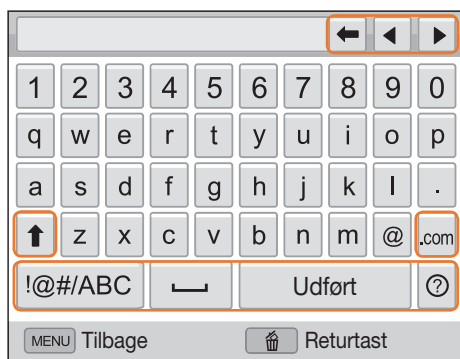 1 2 3 4 5 6 7 8 9 0
q w e r t y u i o p
a s d f g h j k l .
z x c v b n m @ .com
!@#/ABC Udført ?
MENU Tilbage Returtast